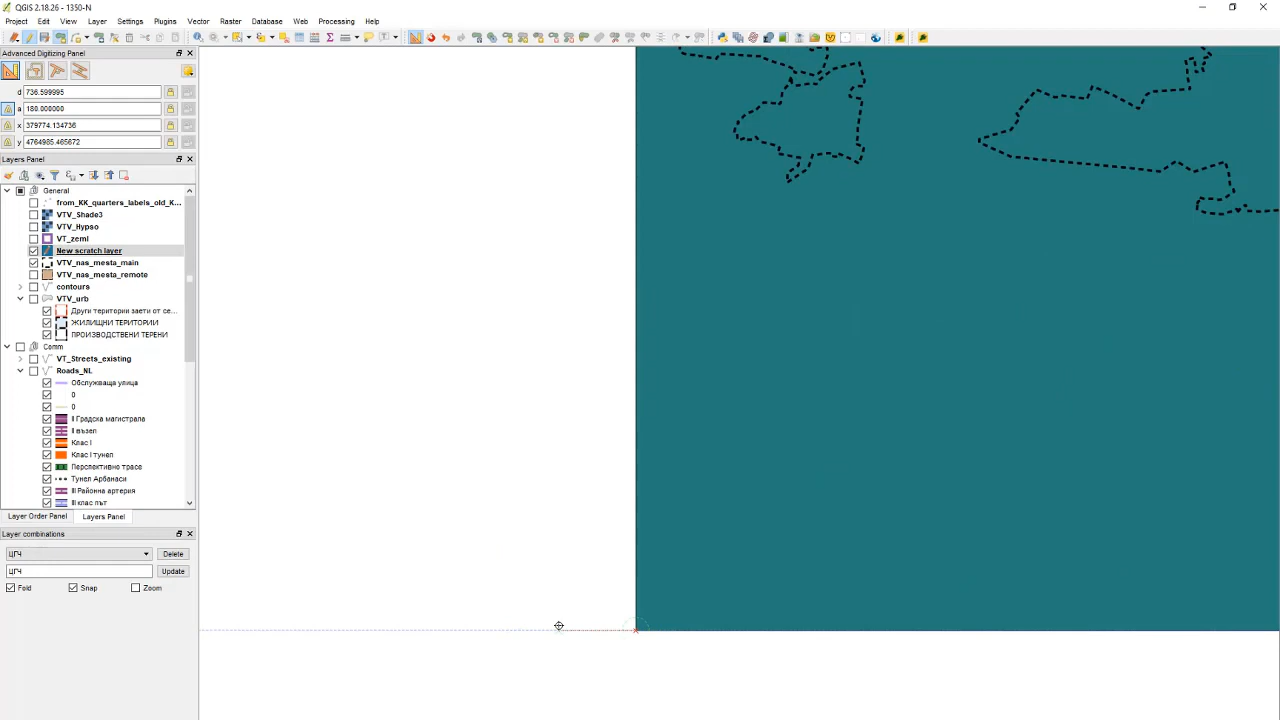 QGIS 2.18.26 - 1350-N
Project Edit View Layer Settings Plugins Vector Raster Database Web Processing Help
Advanced Digitizing Panel
d 736.599995
a 180.000000
x 379774.134736
y 4764985.465672
Layers Panel
General
from_KK_quarters_labels_old_K...
VTV_Shade3
VTV_Hypso
VT_zemi
New scratch layer
VTV_nas_mesta_main
VTV_nas_mesta_remote
contours
VTV_urb
Други територии заети от се...
ЖИЛИЩНИ ТЕРИТОРИИ
ПРОИЗВОДСТВЕНИ ТЕРЕНИ
Comm
VT_Streets_existing
Roads_NL
Обслужваща улица
0
0
II Градска магистрала
II възел
Клас I
Клас I тунел
Перспективно трасе
Тунел Арбанаси
III Районна артерия
III клас път
Layer Order Panel Layers Panel
Layer combinations
ЦГЧ Delete
ЦГЧ Update
Fold Snap Zoom